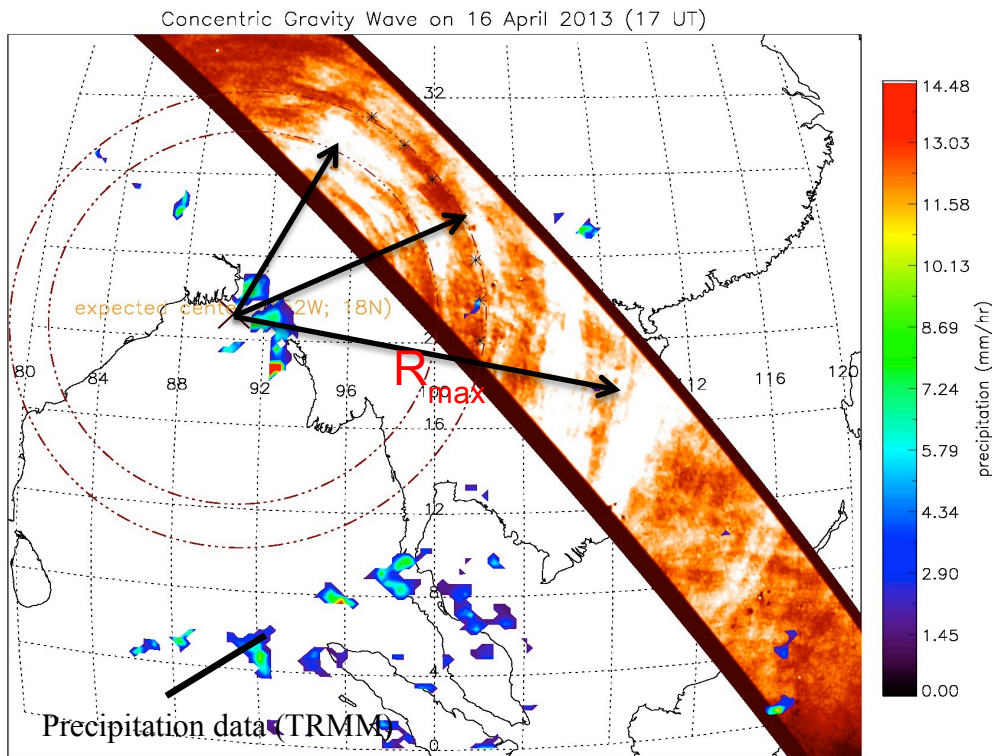 Concentric Gravity Wave on 16 April 2013 (17 UT)
32
expected 18N)
R max
80 84 88 92 96 112 116 120
16
12
8
4
0
Precipitation data (TRMM)
14.48
13.03
11.58
10.13
8.69
7.24
5.79
4.34
2.90
1.45
0.00
precipitation (mm/hr)